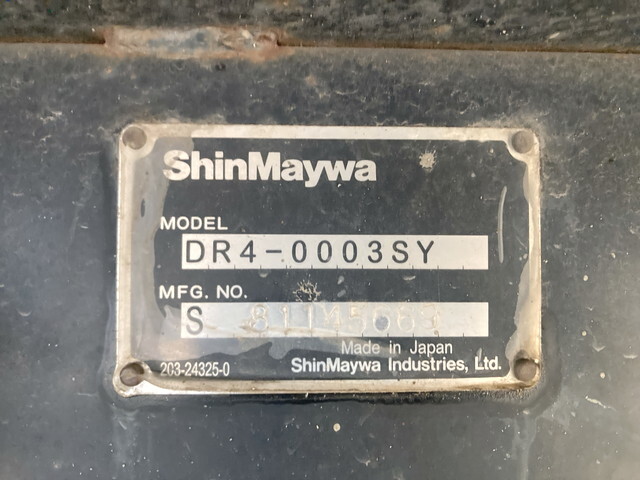 ShinMaywa
MODEL
DR4-0003SY
MFG. NO.
S
Made in Japan
203-24325-0 ShinMaywa Industries, Ltd.